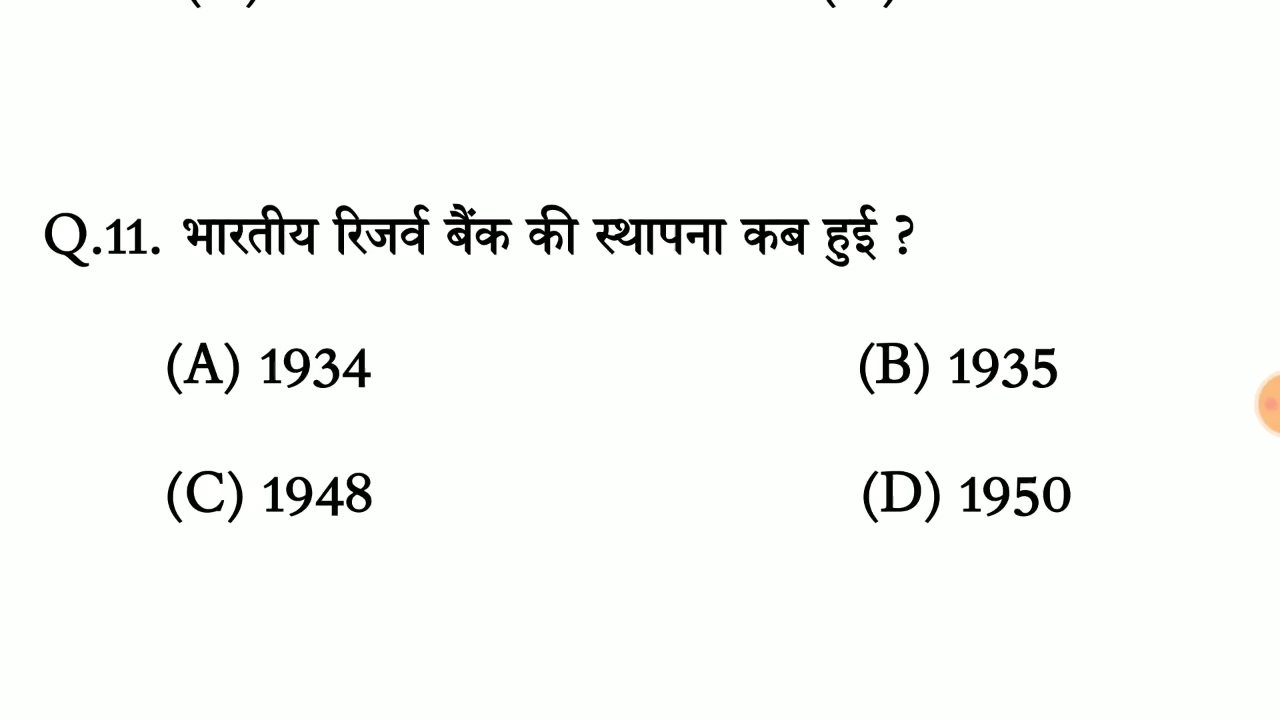 Q.11. भारतीय रिजर्व बैंक की स्थापना कब हुई ?
(A) 1934 (B) 1935
(C) 1948 (D) 1950